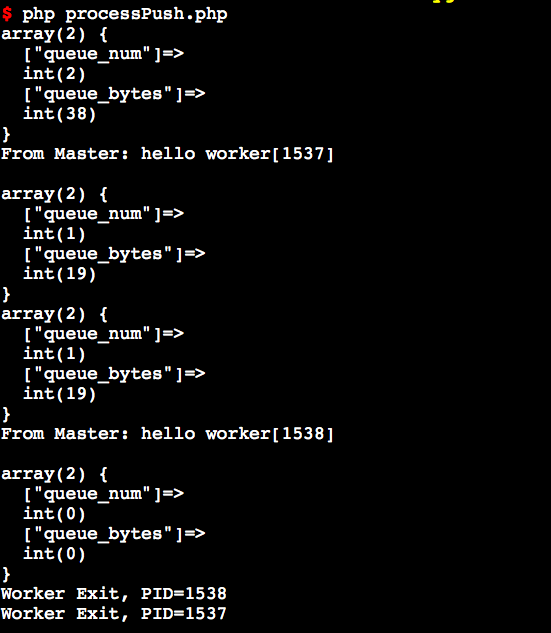 $ php processPush.php
array(2) {
  ["queue_num"]=>
  int(2)
  ["queue_bytes"]=>
  int(38)
}
From Master: hello worker[1537]

array(2) {
  ["queue_num"]=>
  int(1)
  ["queue_bytes"]=>
  int(19)
}
array(2) {
  ["queue_num"]=>
  int(1)
  ["queue_bytes"]=>
  int(19)
}
From Master: hello worker[1538]

array(2) {
  ["queue_num"]=>
  int(0)
  ["queue_bytes"]=>
  int(0)
}
Worker Exit, PID=1538
Worker Exit, PID=1537